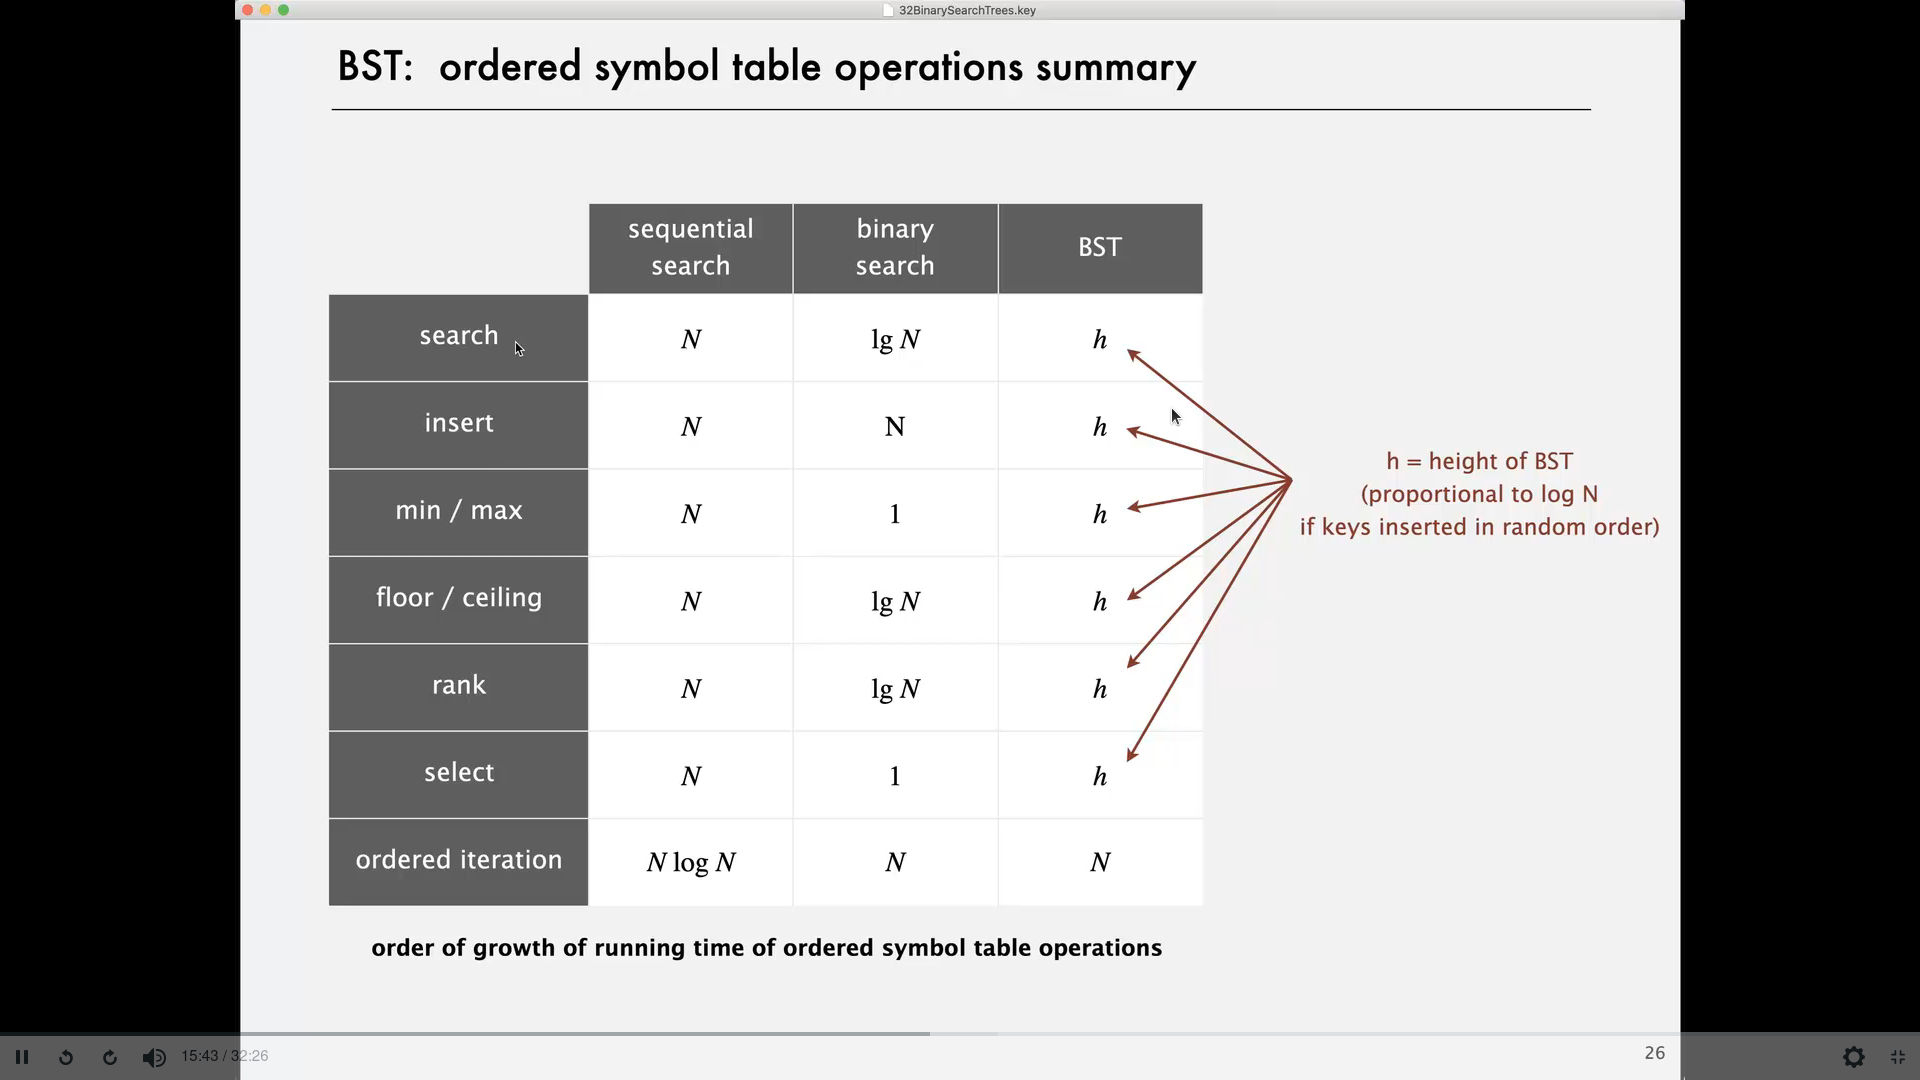 32BinarySearchTrees.key
BST: ordered symbol table operations summary
sequential search
binary search
BST
search
N
lg N
h
insert
N
N
h
min / max
N
1
h
floor / ceiling
N
lg N
h
rank
N
lg N
h
select
N
1
h
ordered iteration
N log N
N
N
h = height of BST
(proportional to log N
if keys inserted in random order)
order of growth of running time of ordered symbol table operations
15:43 / 32:26
26